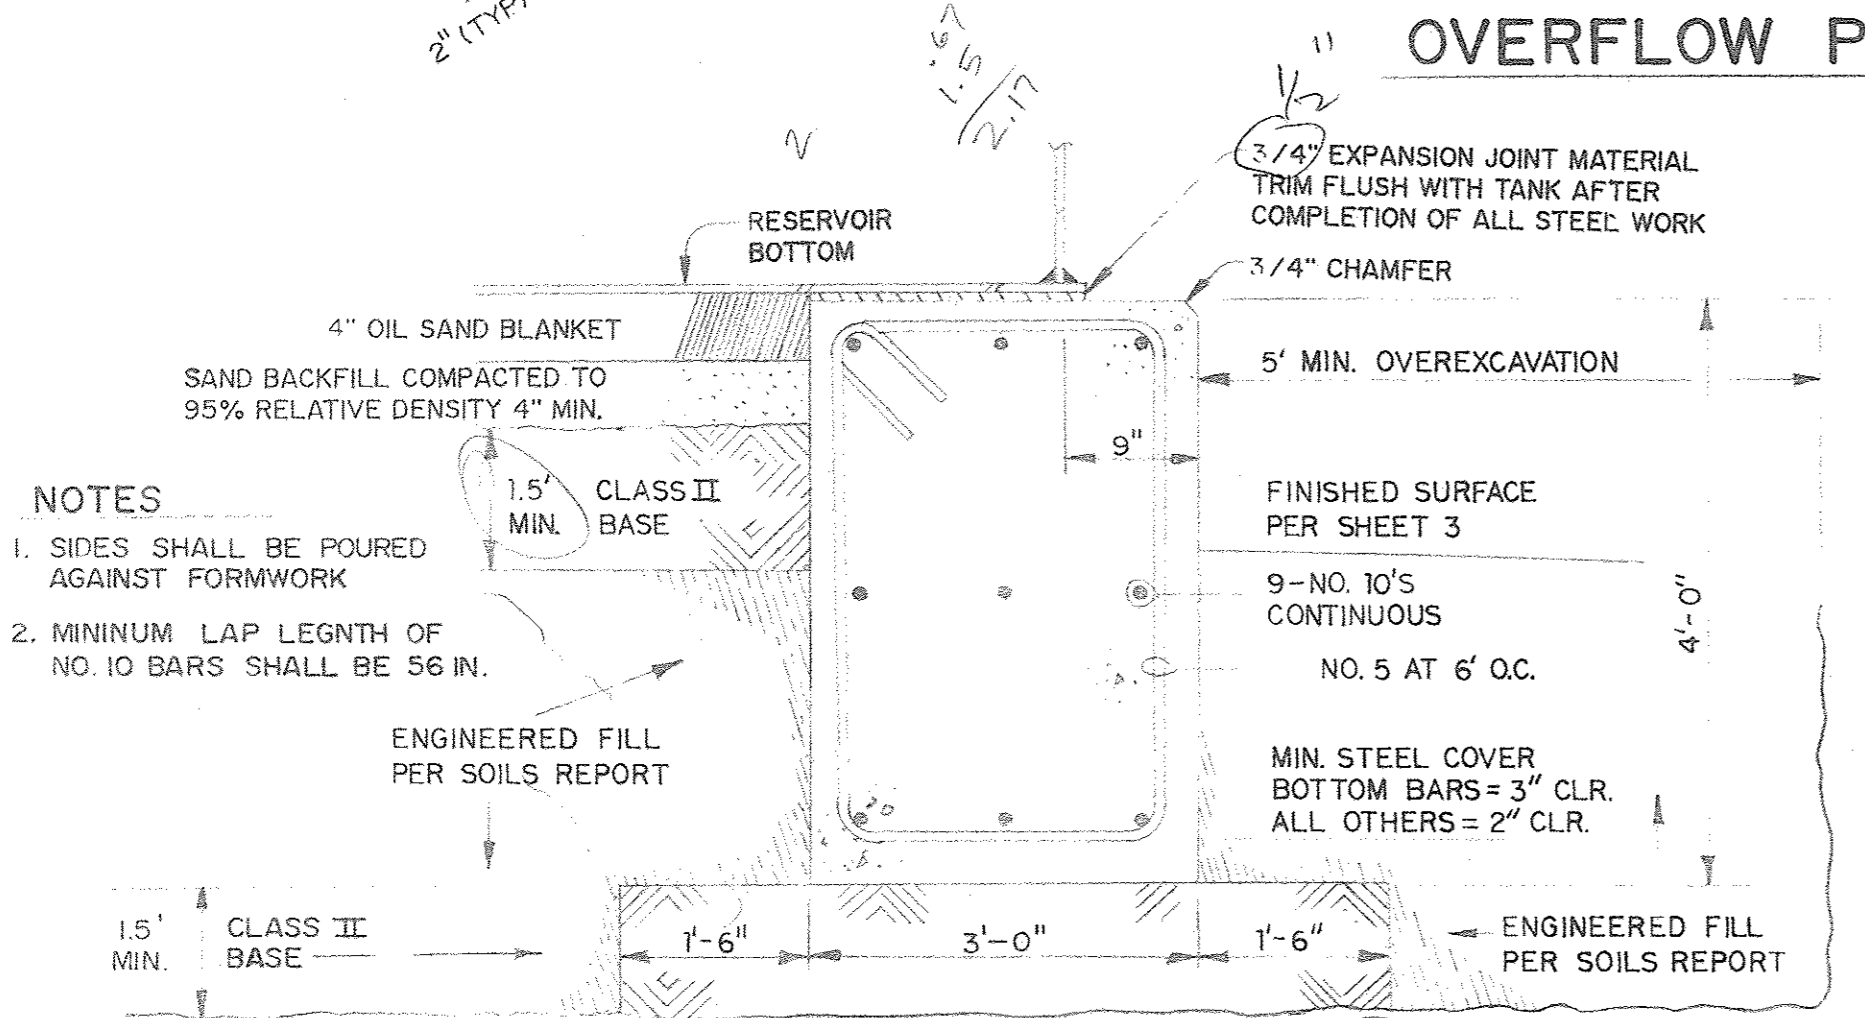 2" (TYP.)
.67
1.5
2.17
OVERFLOW P
1/2"
3/4" EXPANSION JOINT MATERIAL
TRIM FLUSH WITH TANK AFTER
COMPLETION OF ALL STEEL WORK
RESERVOIR
BOTTOM
3/4" CHAMFER
4" OIL SAND BLANKET
5' MIN. OVEREXCAVATION
SAND BACKFILL COMPACTED TO
95% RELATIVE DENSITY 4" MIN.
9"
1.5'
MIN.
CLASS II
BASE
FINISHED SURFACE
PER SHEET 3
NOTES
1. SIDES SHALL BE POURED
AGAINST FORMWORK
2. MININUM LAP LEGNTH OF
NO. 10 BARS SHALL BE 56 IN.
9-NO. 10'S
CONTINUOUS
4'-0"
NO. 5 AT 6' O.C.
ENGINEERED FILL
PER SOILS REPORT
MIN. STEEL COVER
BOTTOM BARS = 3" CLR.
ALL OTHERS = 2" CLR.
1.5'
MIN.
CLASS II
BASE
1'-6"
3'-0"
1'-6"
ENGINEERED FILL
PER SOILS REPORT